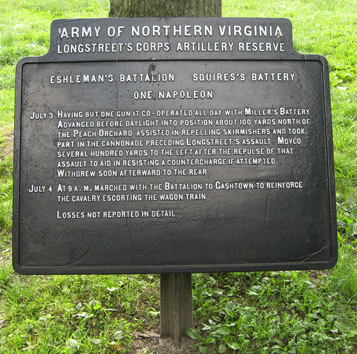 ARMY OF NORTHERN VIRGINIA
LONGSTREET'S CORPS ARTILLERY RESERVE
ESHLEMAN'S BATTALION SQUIRES'S BATTERY
ONE NAPOLEON
JULY 3 HAVING BUT ONE GUN IT CO-OPERATED ALL DAY WITH MILLER'S BATTERY.
ADVANCED BEFORE DAYLIGHT INTO POSITION ABOUT 100 YARDS NORTH OF
THE PEACH ORCHARD. ASSISTED IN REPELLING SKIRMISHERS AND TOOK
PART IN THE CANNONADE PRECEDING LONGSTREET'S ASSAULT. MOVED
SEVERAL HUNDRED YARDS TO THE LEFT AFTER THE REPULSE OF THAT
ASSAULT TO AID IN RESISTING A COUNTERCHARGE IF ATTEMPTED.
WITHDREW SOON AFTERWARD TO THE REAR.
JULY 4 AT 9 A.M. MARCHED WITH THE BATTALION TO CASHTOWN TO REINFORCE
THE CAVALRY ESCORTING THE WAGON TRAIN.
LOSSES NOT REPORTED IN DETAIL